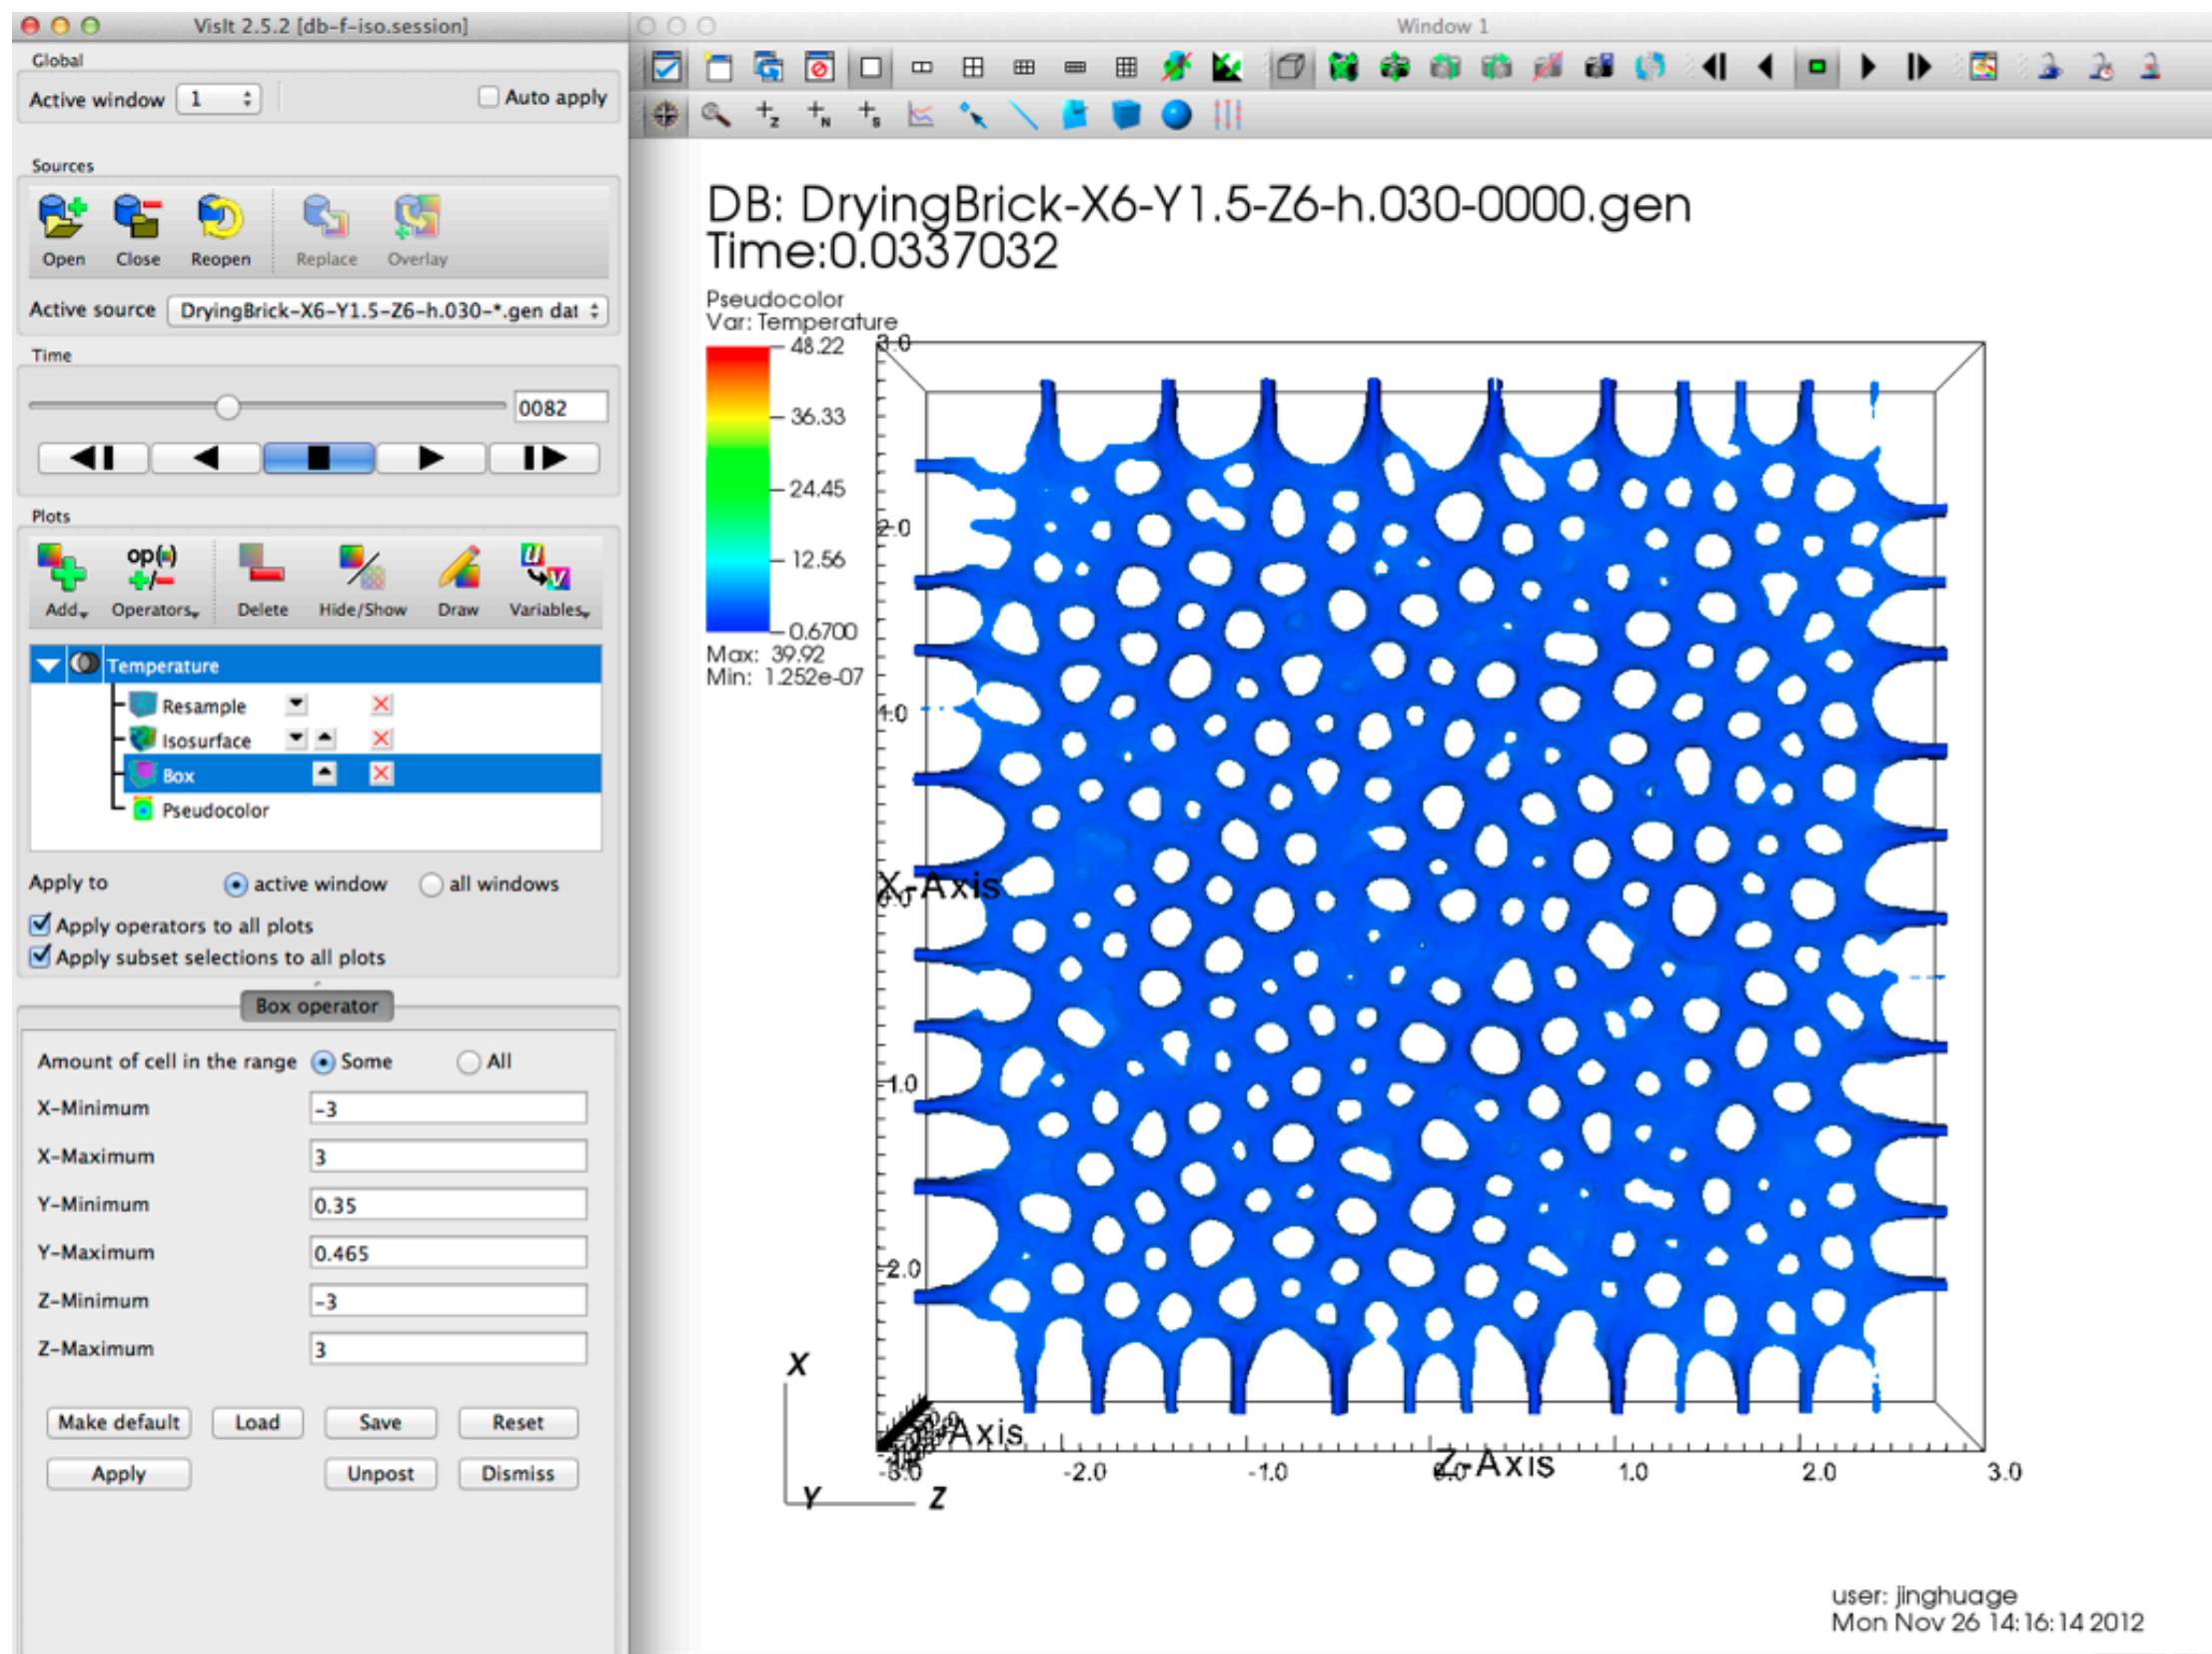 VisIt 2.5.2 [db-f-iso.session]
Global
Active window 1
Auto apply
Sources
Open Close Reopen Replace Overlay
Active source DryingBrick-X6-Y1.5-Z6-h.030-*.gen dat
Time
0082
Plots
op(•)
Add Operators Delete Hide/Show Draw Variables
Temperature
Resample
Isosurface
Box
Pseudocolor
Apply to active window all windows
Apply operators to all plots
Apply subset selections to all plots
Box operator
Amount of cell in the range Some All
X-Minimum -3
X-Maximum 3
Y-Minimum 0.35
Y-Maximum 0.465
Z-Minimum -3
Z-Maximum 3
Make default Load Save Reset
Apply Unpost Dismiss
Window 1
DB: DryingBrick-X6-Y1.5-Z6-h.030-0000.gen
Time:0.0337032
Pseudocolor
Var: Temperature
48.22
36.33
24.45
12.56
0.6700
Max: 39.92
Min: 1.252e-07
3.0
2.0
1.0
X-Axis
-1.0
-2.0
-Axis
-3.0 -2.0 -1.0 Z-Axis 1.0 2.0 3.0
X
Y Z
user: jinghuage
Mon Nov 26 14:16:14 2012